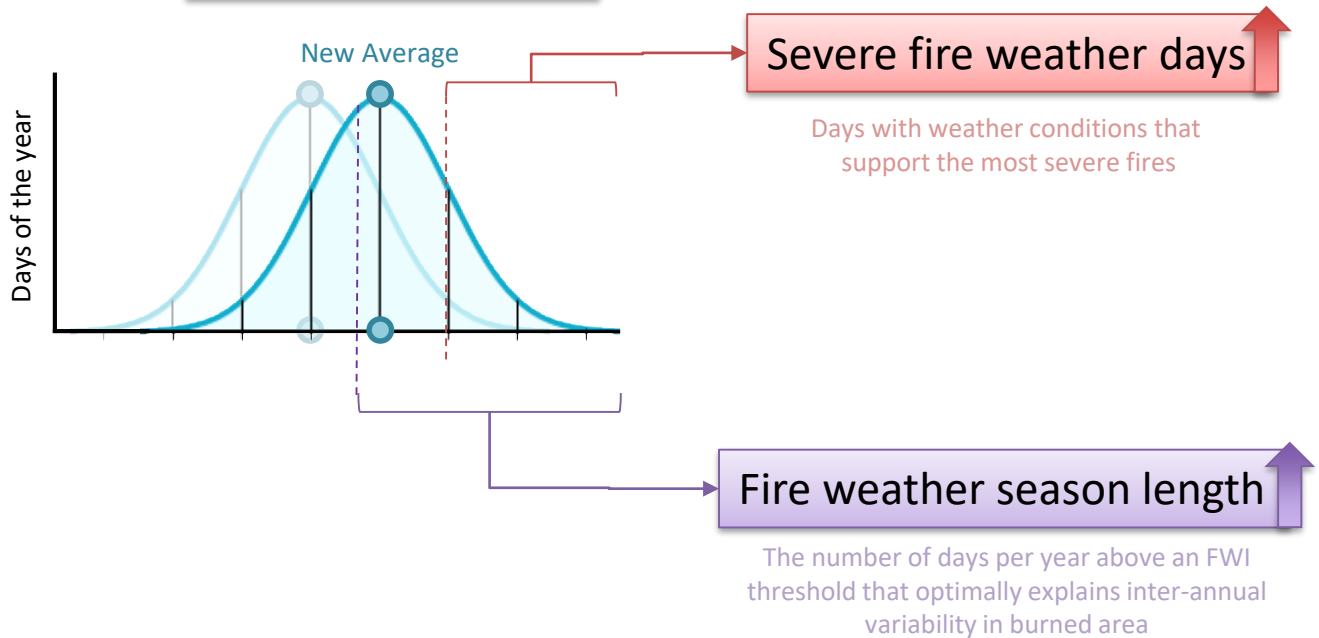 New Average
Days of the year
Severe fire weather days
Days with weather conditions that
support the most severe fires
Fire weather season length
The number of days per year above an FWI
threshold that optimally explains inter-annual
variability in burned area